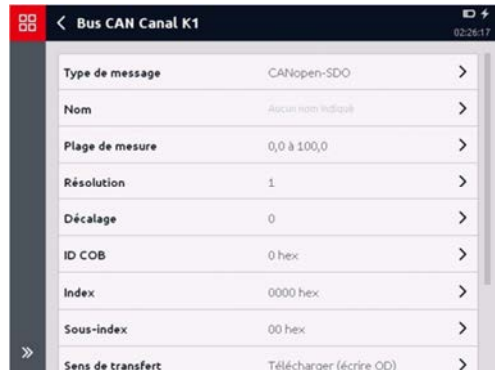 Bus CAN Canal K1
02:26:17
Type de message CANopen-SDO
Nom Aucun nom indiqué
Plage de mesure 0,0 à 100,0
Résolution 1
Décalage 0
ID COB 0 hex
Index 0000 hex
Sous-index 00 hex
Sens de transfert Télécharger (écrire OD)